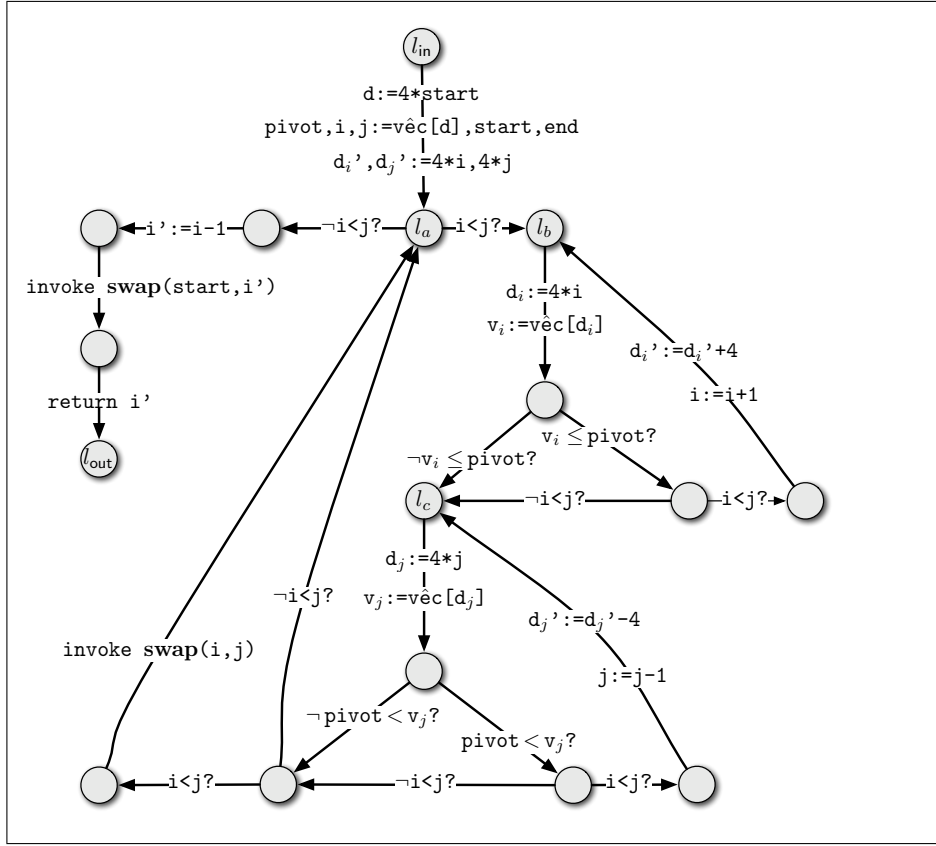 l_in
d:=4*start
pivot,i,j:=vêc[d],start,end
d_i',d_j':=4*i,4*j
i':=i-1
¬i<j?
l_a
i<j?
l_b
invoke swap(start,i')
d_i:=4*i
v_i:=vêc[d_i]
d_i':=d_i'+4
i:=i+1
return i'
l_out
¬v_i≤pivot?
v_i≤pivot?
l_c
¬i<j?
i<j?
d_j:=4*j
v_j:=vêc[d_j]
¬i<j?
d_j':=d_j'-4
invoke swap(i,j)
j:=j-1
¬pivot<v_j?
pivot<v_j?
i<j?
¬i<j?
i<j?